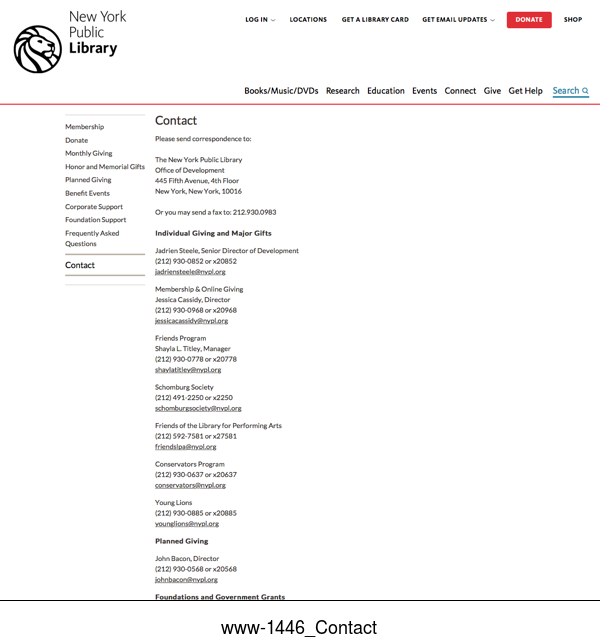 New York
Public
Library
LOG IN
LOCATIONS
GET A LIBRARY CARD
GET EMAIL UPDATES
DONATE
SHOP
Books/Music/DVDs
Research
Education
Events
Connect
Give
Get Help
Search
Membership
Donate
Monthly Giving
Honor and Memorial Gifts
Planned Giving
Benefit Events
Corporate Support
Foundation Support
Frequently Asked
Questions
Contact
Contact
Please send correspondence to:
The New York Public Library
Office of Development
445 Fifth Avenue, 4th Floor
New York, New York, 10016
Or you may send a fax to: 212.930.0983
Individual Giving and Major Gifts
Jadrien Steele, Senior Director of Development
(212) 930-0852 or x20852
jadriensteele@nypl.org
Membership & Online Giving
Jessica Cassidy, Director
(212) 930-0968 or x20968
jessicacassidy@nypl.org
Friends Program
Shayla L. Titley, Manager
(212) 930-0778 or x20778
shaylatitley@nypl.org
Schomburg Society
(212) 491-2250 or x2250
schomburgsociety@nypl.org
Friends of the Library for Performing Arts
(212) 592-7581 or x27581
friendslpa@nypl.org
Conservators Program
(212) 930-0637 or x20637
conservators@nypl.org
Young Lions
(212) 930-0885 or x20885
younglions@nypl.org
Planned Giving
John Bacon, Director
(212) 930-0568 or x20568
johnbacon@nypl.org
Foundations and Government Grants
www-1446_Contact